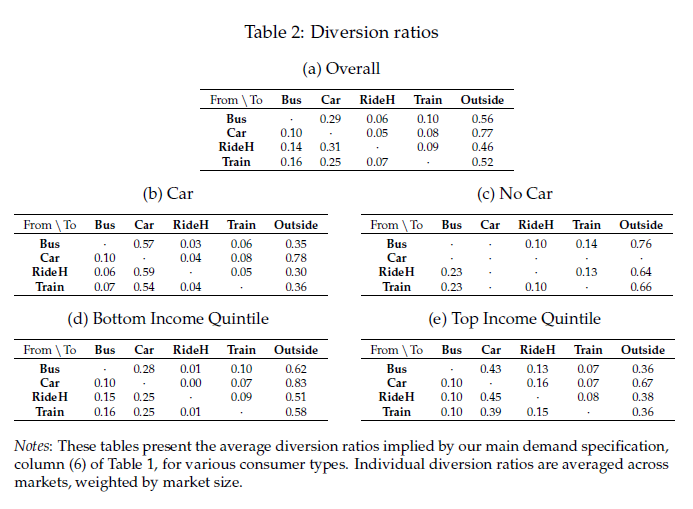 Table 2: Diversion ratios
(a) Overall
From \ To Bus Car RideH Train Outside
Bus · 0.29 0.06 0.10 0.56
Car 0.10 · 0.05 0.08 0.77
RideH 0.14 0.31 · 0.09 0.46
Train 0.16 0.25 0.07 · 0.52
(b) Car
From \ To Bus Car RideH Train Outside
Bus · 0.57 0.03 0.06 0.35
Car 0.10 · 0.04 0.08 0.78
RideH 0.06 0.59 · 0.05 0.30
Train 0.07 0.54 0.04 · 0.36
(c) No Car
From \ To Bus Car RideH Train Outside
Bus · · 0.10 0.14 0.76
Car · · · · ·
RideH 0.23 · · 0.13 0.64
Train 0.23 · 0.10 · 0.66
(d) Bottom Income Quintile
From \ To Bus Car RideH Train Outside
Bus · 0.28 0.01 0.10 0.62
Car 0.10 · 0.00 0.07 0.83
RideH 0.15 0.25 · 0.09 0.51
Train 0.16 0.25 0.01 · 0.58
(e) Top Income Quintile
From \ To Bus Car RideH Train Outside
Bus · 0.43 0.13 0.07 0.36
Car 0.10 · 0.16 0.07 0.67
RideH 0.10 0.45 · 0.08 0.38
Train 0.10 0.39 0.15 · 0.36
Notes: These tables present the average diversion ratios implied by our main demand specification,
column (6) of Table 1, for various consumer types. Individual diversion ratios are averaged across
markets, weighted by market size.